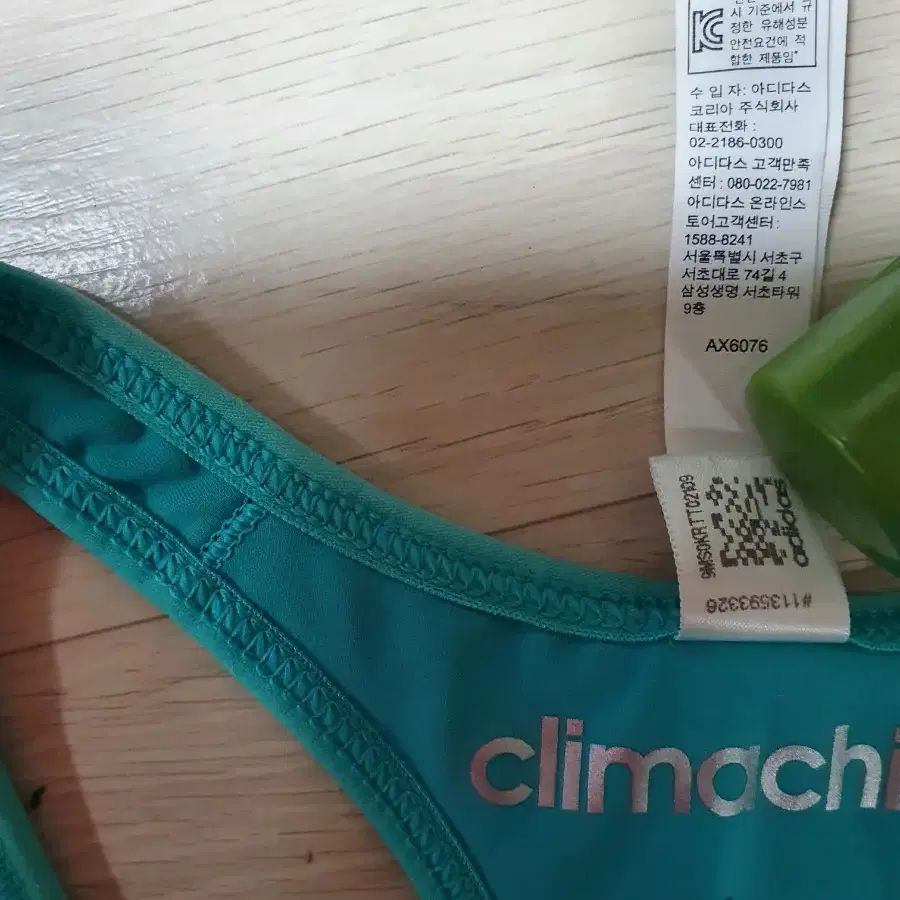 시 기준에서 규
정한 유해성분
안전요건에 적
합한 제품임"
수 입 자: 아디다스
코리아 주식회사
대표전화 :
02-2186-0300
아디다스 고객만족
센터 : 080-022-7981
아디다스 온라인스
토어고객센터 :
1588-8241
서울특별시 서초구
서초대로 74길 4
삼성생명 서초타워
9층
AX6076
9MS0KRTT02109
adidas
#113593326
climachi